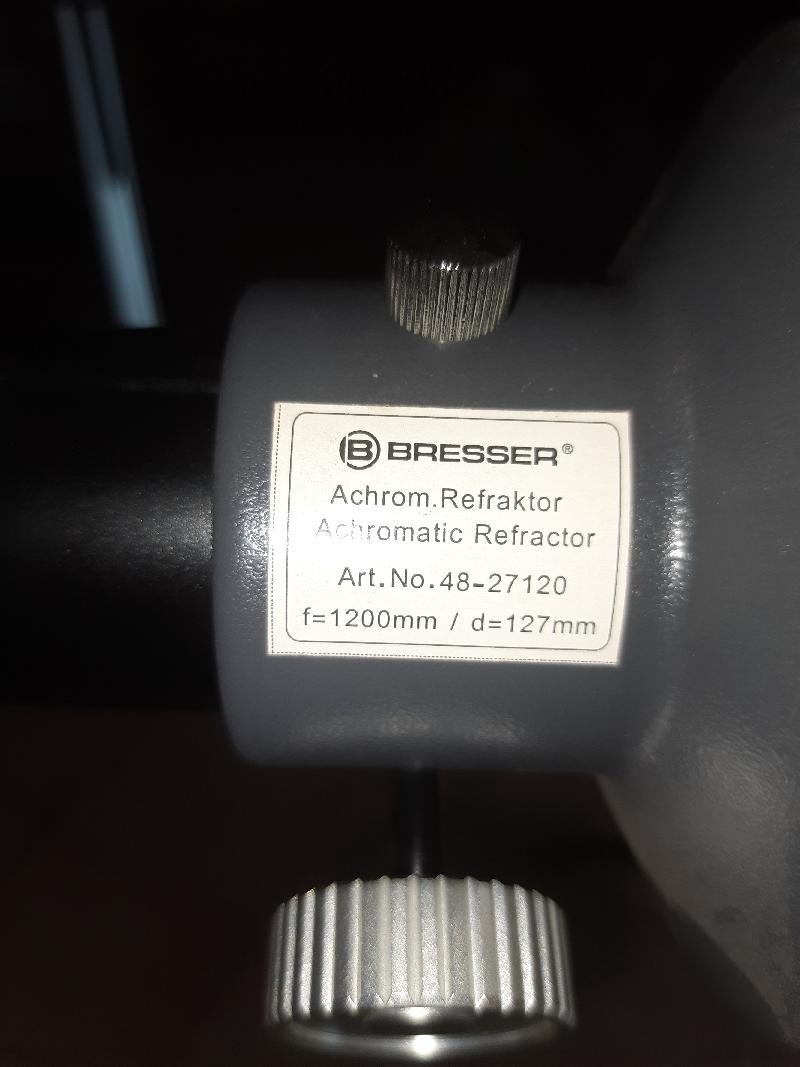 B BRESSER®
Achrom.Refraktor
Achromatic Refractor
Art.No.48-27120
f=1200mm / d=127mm